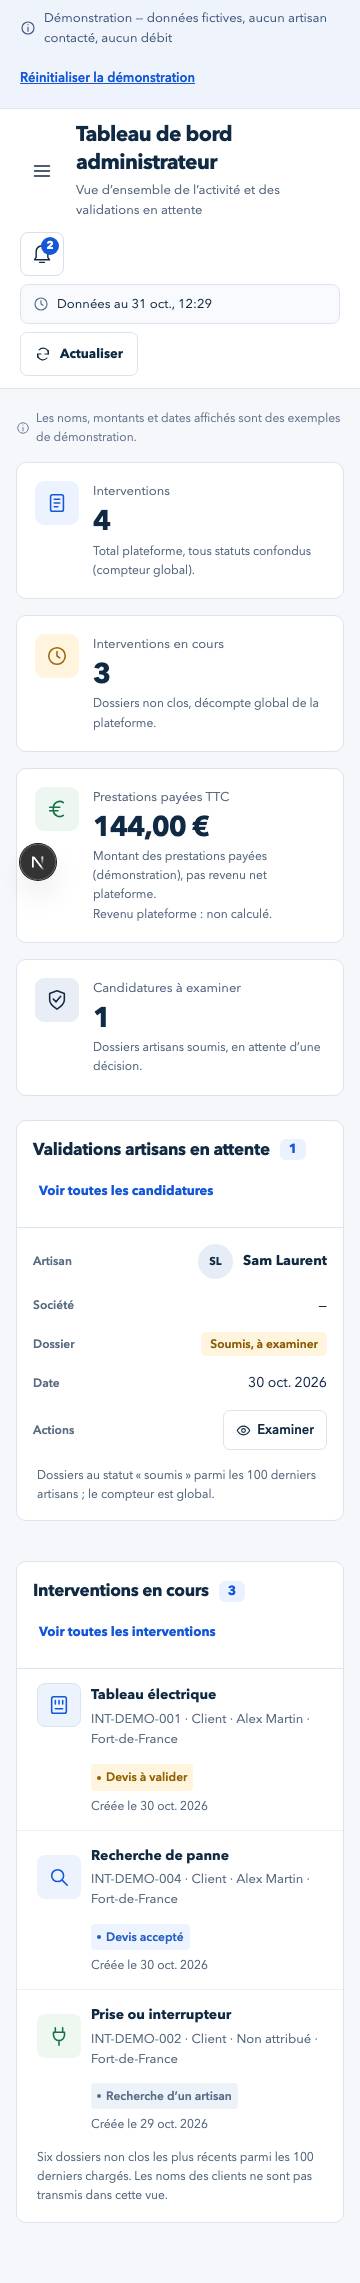 Démonstration – données fictives, aucun artisan
contacté, aucun débit
Réinitialiser la démonstration
Tableau de bord
administrateur
Vue d’ensemble de l’activité et des
validations en attente
2
Données au 31 oct., 12:29
Actualiser
Les noms, montants et dates affichés sont des exemples
de démonstration.
Interventions
4
Total plateforme, tous statuts confondus
(compteur global).
Interventions en cours
3
Dossiers non clos, décompte global de la
plateforme.
Prestations payées TTC
144,00 €
Montant des prestations payées
(démonstration), pas revenu net
plateforme.
Revenu plateforme : non calculé.
N
Candidatures à examiner
1
Dossiers artisans soumis, en attente d’une
décision.
Validations artisans en attente 1
Voir toutes les candidatures
Artisan SL Sam Laurent
Société –
Dossier Soumis, à examiner
Date 30 oct. 2026
Actions Examiner
Dossiers au statut « soumis » parmi les 100 derniers
artisans ; le compteur est global.
Interventions en cours 3
Voir toutes les interventions
Tableau électrique
INT-DEMO-001 · Client · Alex Martin ·
Fort-de-France
• Devis à valider
Créée le 30 oct. 2026
Recherche de panne
INT-DEMO-004 · Client · Alex Martin ·
Fort-de-France
• Devis accepté
Créée le 30 oct. 2026
Prise ou interrupteur
INT-DEMO-002 · Client · Non attribué ·
Fort-de-France
• Recherche d’un artisan
Créée le 29 oct. 2026
Six dossiers non clos les plus récents parmi les 100
derniers chargés. Les noms des clients ne sont pas
transmis dans cette vue.